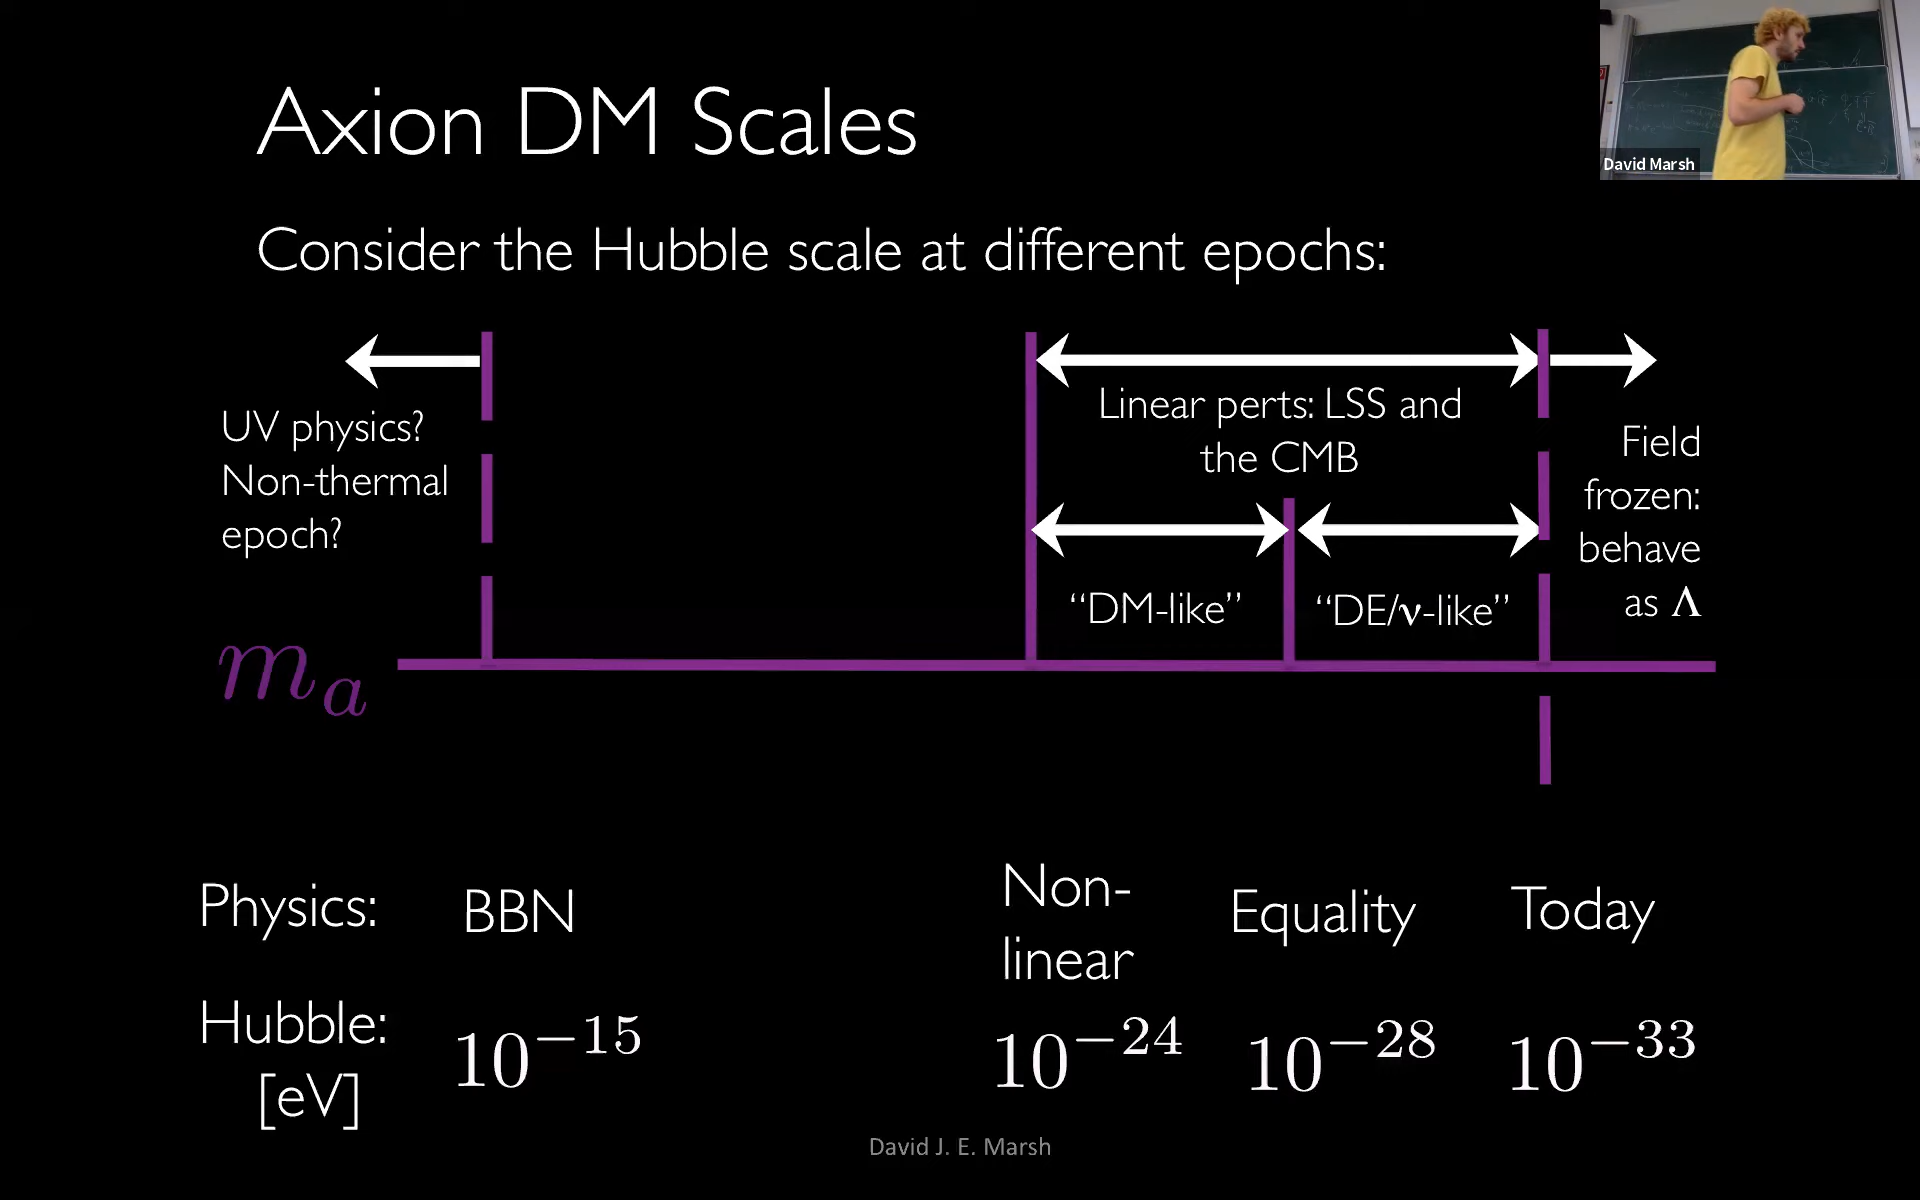 David Marsh
Axion DM Scales
Consider the Hubble scale at different epochs:
UV physics?
Non-thermal
epoch?
Linear perts: LSS and
the CMB
"DM-like"
"DE/ν-like"
Field
frozen:
behave
as Λ
m_a
Physics:
BBN
Non-
linear
Equality
Today
Hubble:
[eV]
10^{-15}
10^{-24}
10^{-28}
10^{-33}
David J. E. Marsh